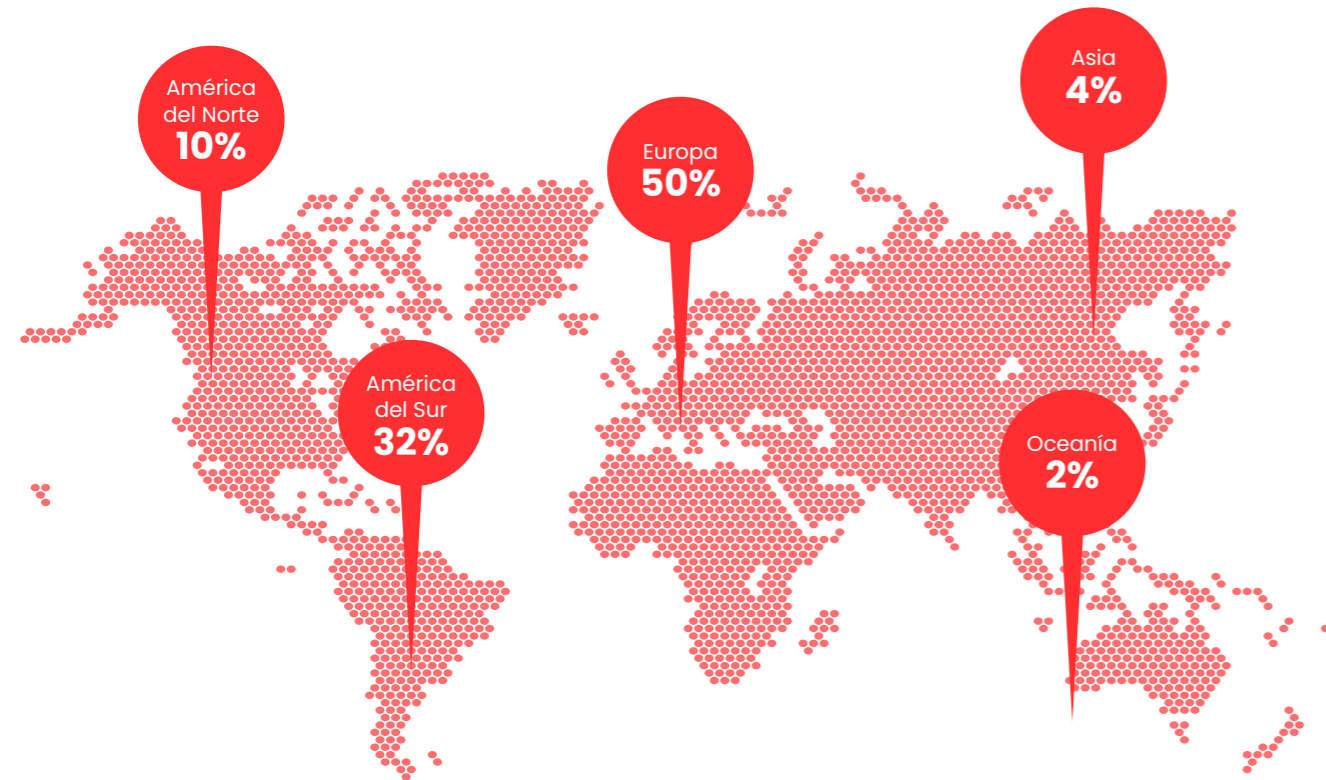 América
del Norte
10%
Europa
50%
Asia
4%
América
del Sur
32%
Oceanía
2%